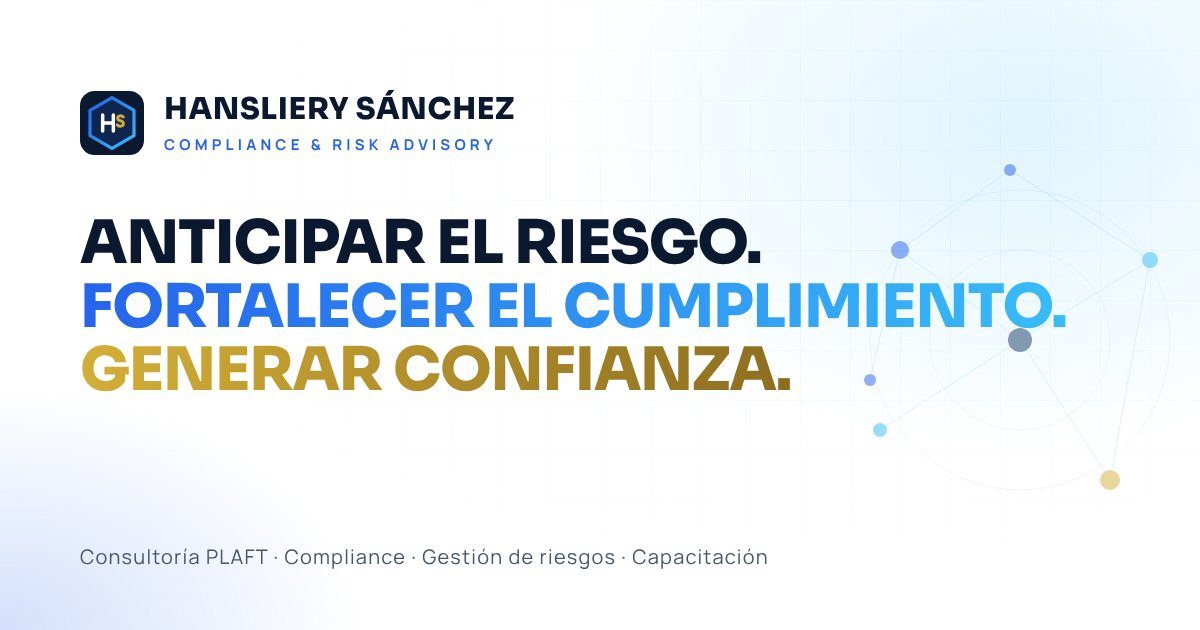 HS
HANSLIERY SÁNCHEZ
COMPLIANCE & RISK ADVISORY
ANTICIPAR EL RIESGO.
FORTALECER EL CUMPLIMIENTO.
GENERAR CONFIANZA.
Consultoría PLAFT · Compliance · Gestión de riesgos · Capacitación